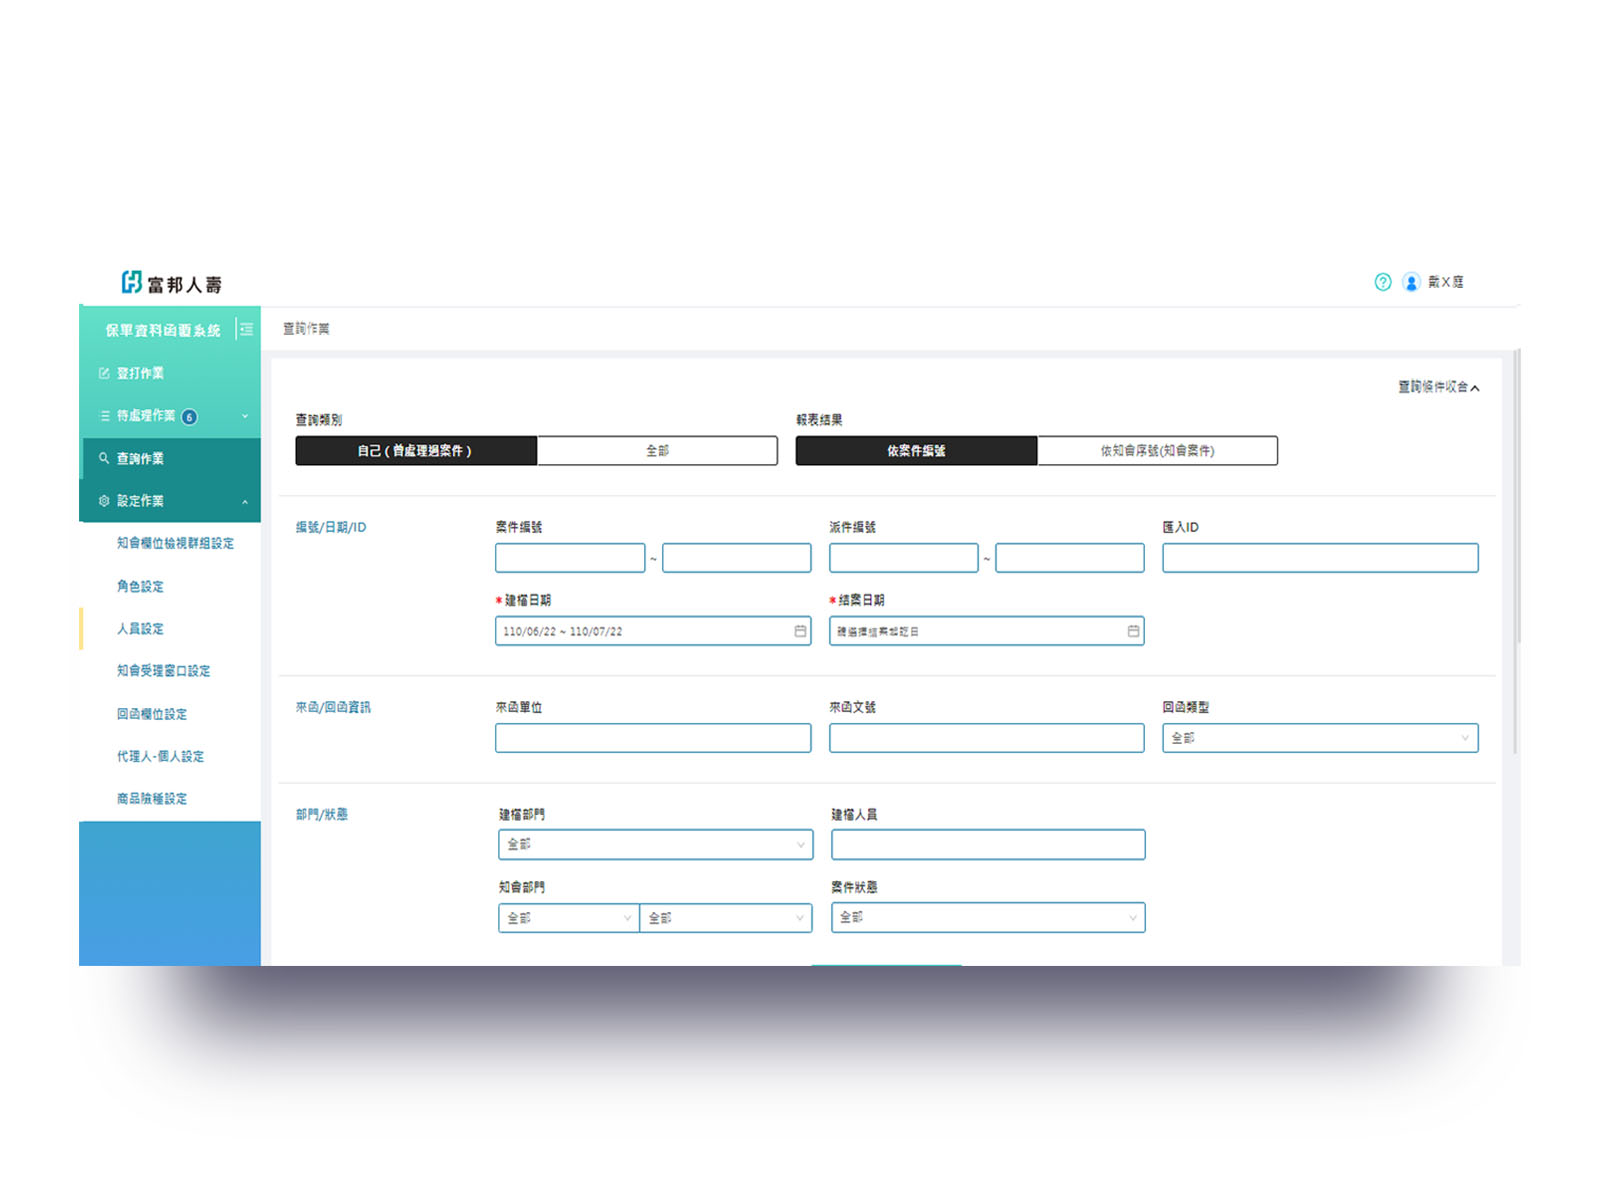 富邦人壽
戴X庭
保單資料函覆系統
查詢作業
登打作業
待處理作業 6
查詢作業
設定作業
知會欄位檢視群組設定
角色設定
人員設定
知會受理窗口設定
回函欄位設定
代理人-個人設定
商品險種設定
查詢條件收合
查詢類別
報表結果
自己 ( 曾處理過案件 )
全部
依案件編號
依知會序號(知會案件)
編號/日期/ID
案件編號
派件編號
匯入ID
~
~
*建檔日期
*結案日期
110/06/22 ~ 110/07/22
請選擇結案起訖日
來函/回函資訊
來函單位
來函文號
回函類型
全部
部門/狀態
建檔部門
建檔人員
全部
知會部門
案件狀態
全部
全部
全部